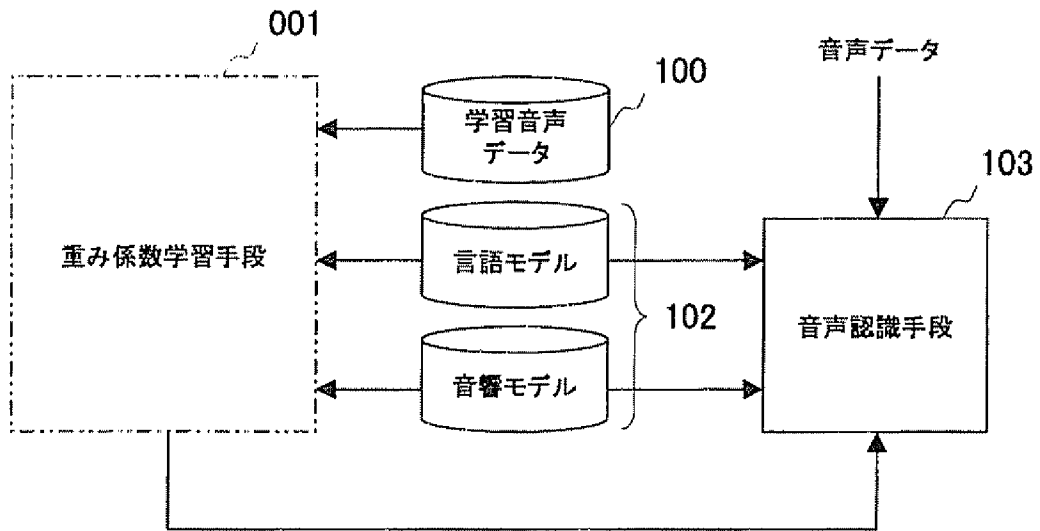 001
音声データ
100
学習音声
データ
103
重み係数学習手段
言語モデル
102
音声認識手段
音響モデル